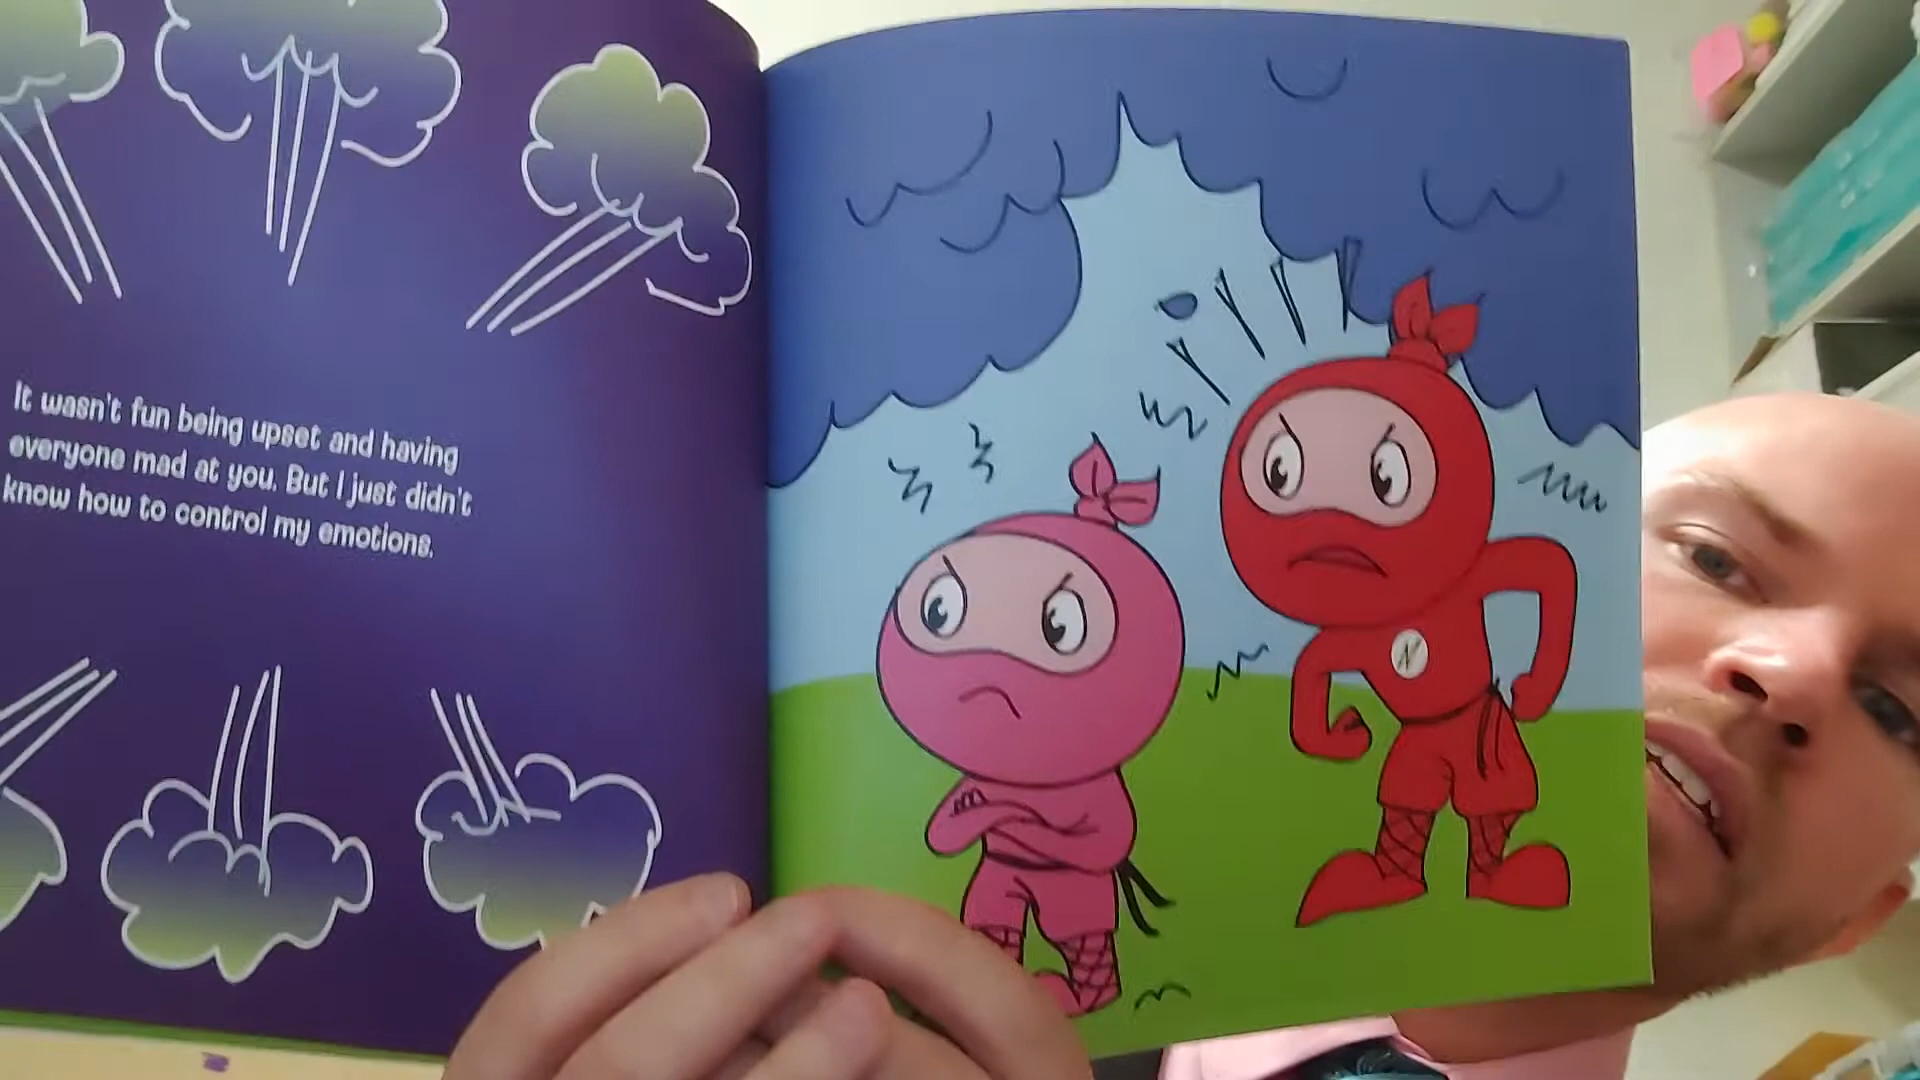 It wasn't fun being upset and having
everyone mad at you. But I just didn't
know how to control my emotions.
N